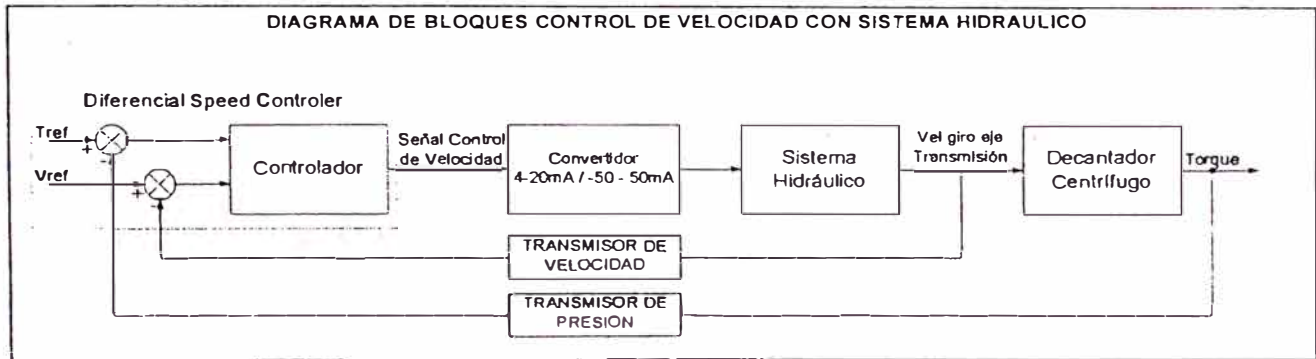 DIAGRAMA DE BLOQUES CONTROL DE VELOCIDAD CON SISTEMA HIDRAULICO
Diferencial Speed Controler
Tref
+
-
Vref
+
-
Controlador
Señal Control
de Velocidad
Convertidor
4-20mA / -50 - 50mA
Sistema
Hidráulico
Vel giro eje
Transmisión
Decantador
Centrífugo
Torque
TRANSMISOR DE
VELOCIDAD
TRANSMISOR DE
PRESION